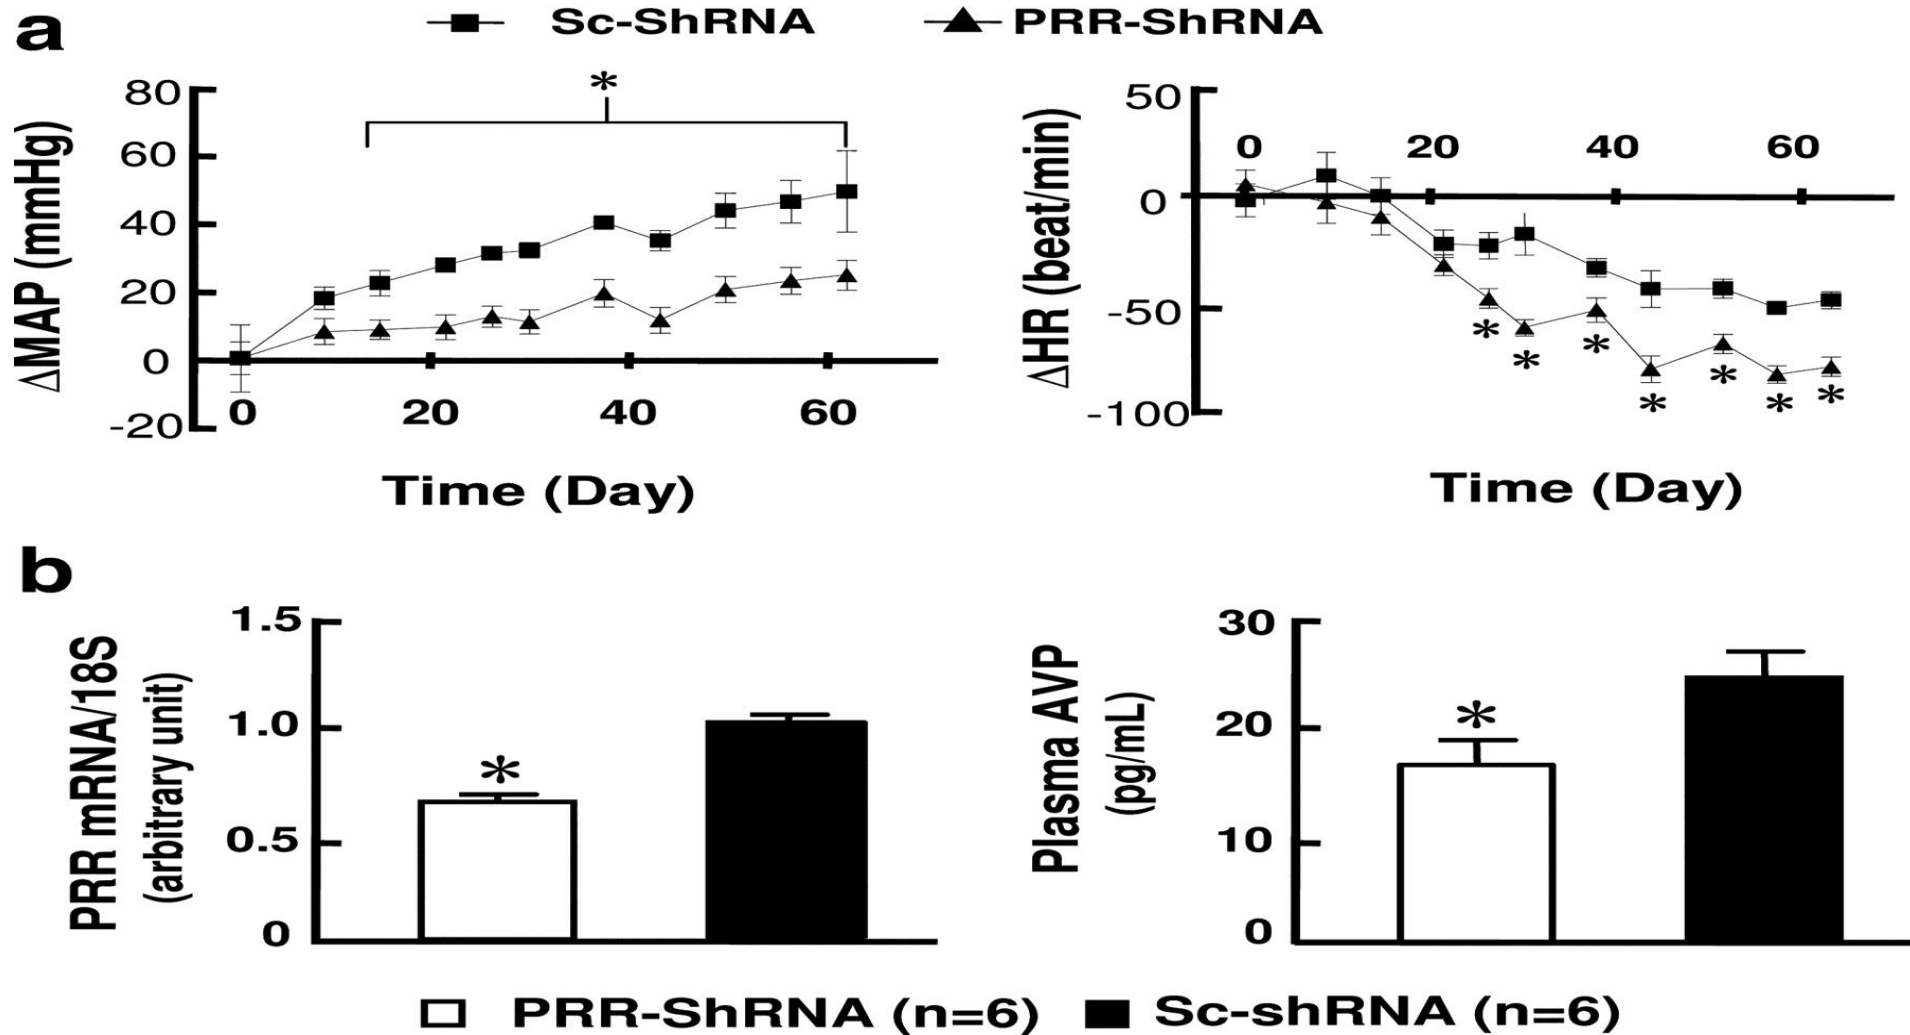 a
Sc-ShRNA PRR-ShRNA
ΔMAP (mmHg)
80
60
40
20
0
-20
*
0 20 40 60
Time (Day)
ΔHR (beat/min)
50
0
-50
-100
0 20 40 60
* * * * * * *
Time (Day)
b
PRR mRNA/18S
(arbitrary unit)
1.5
1.0
0.5
0
*
Plasma AVP
(pg/mL)
30
20
10
0
*
PRR-ShRNA (n=6) Sc-shRNA (n=6)